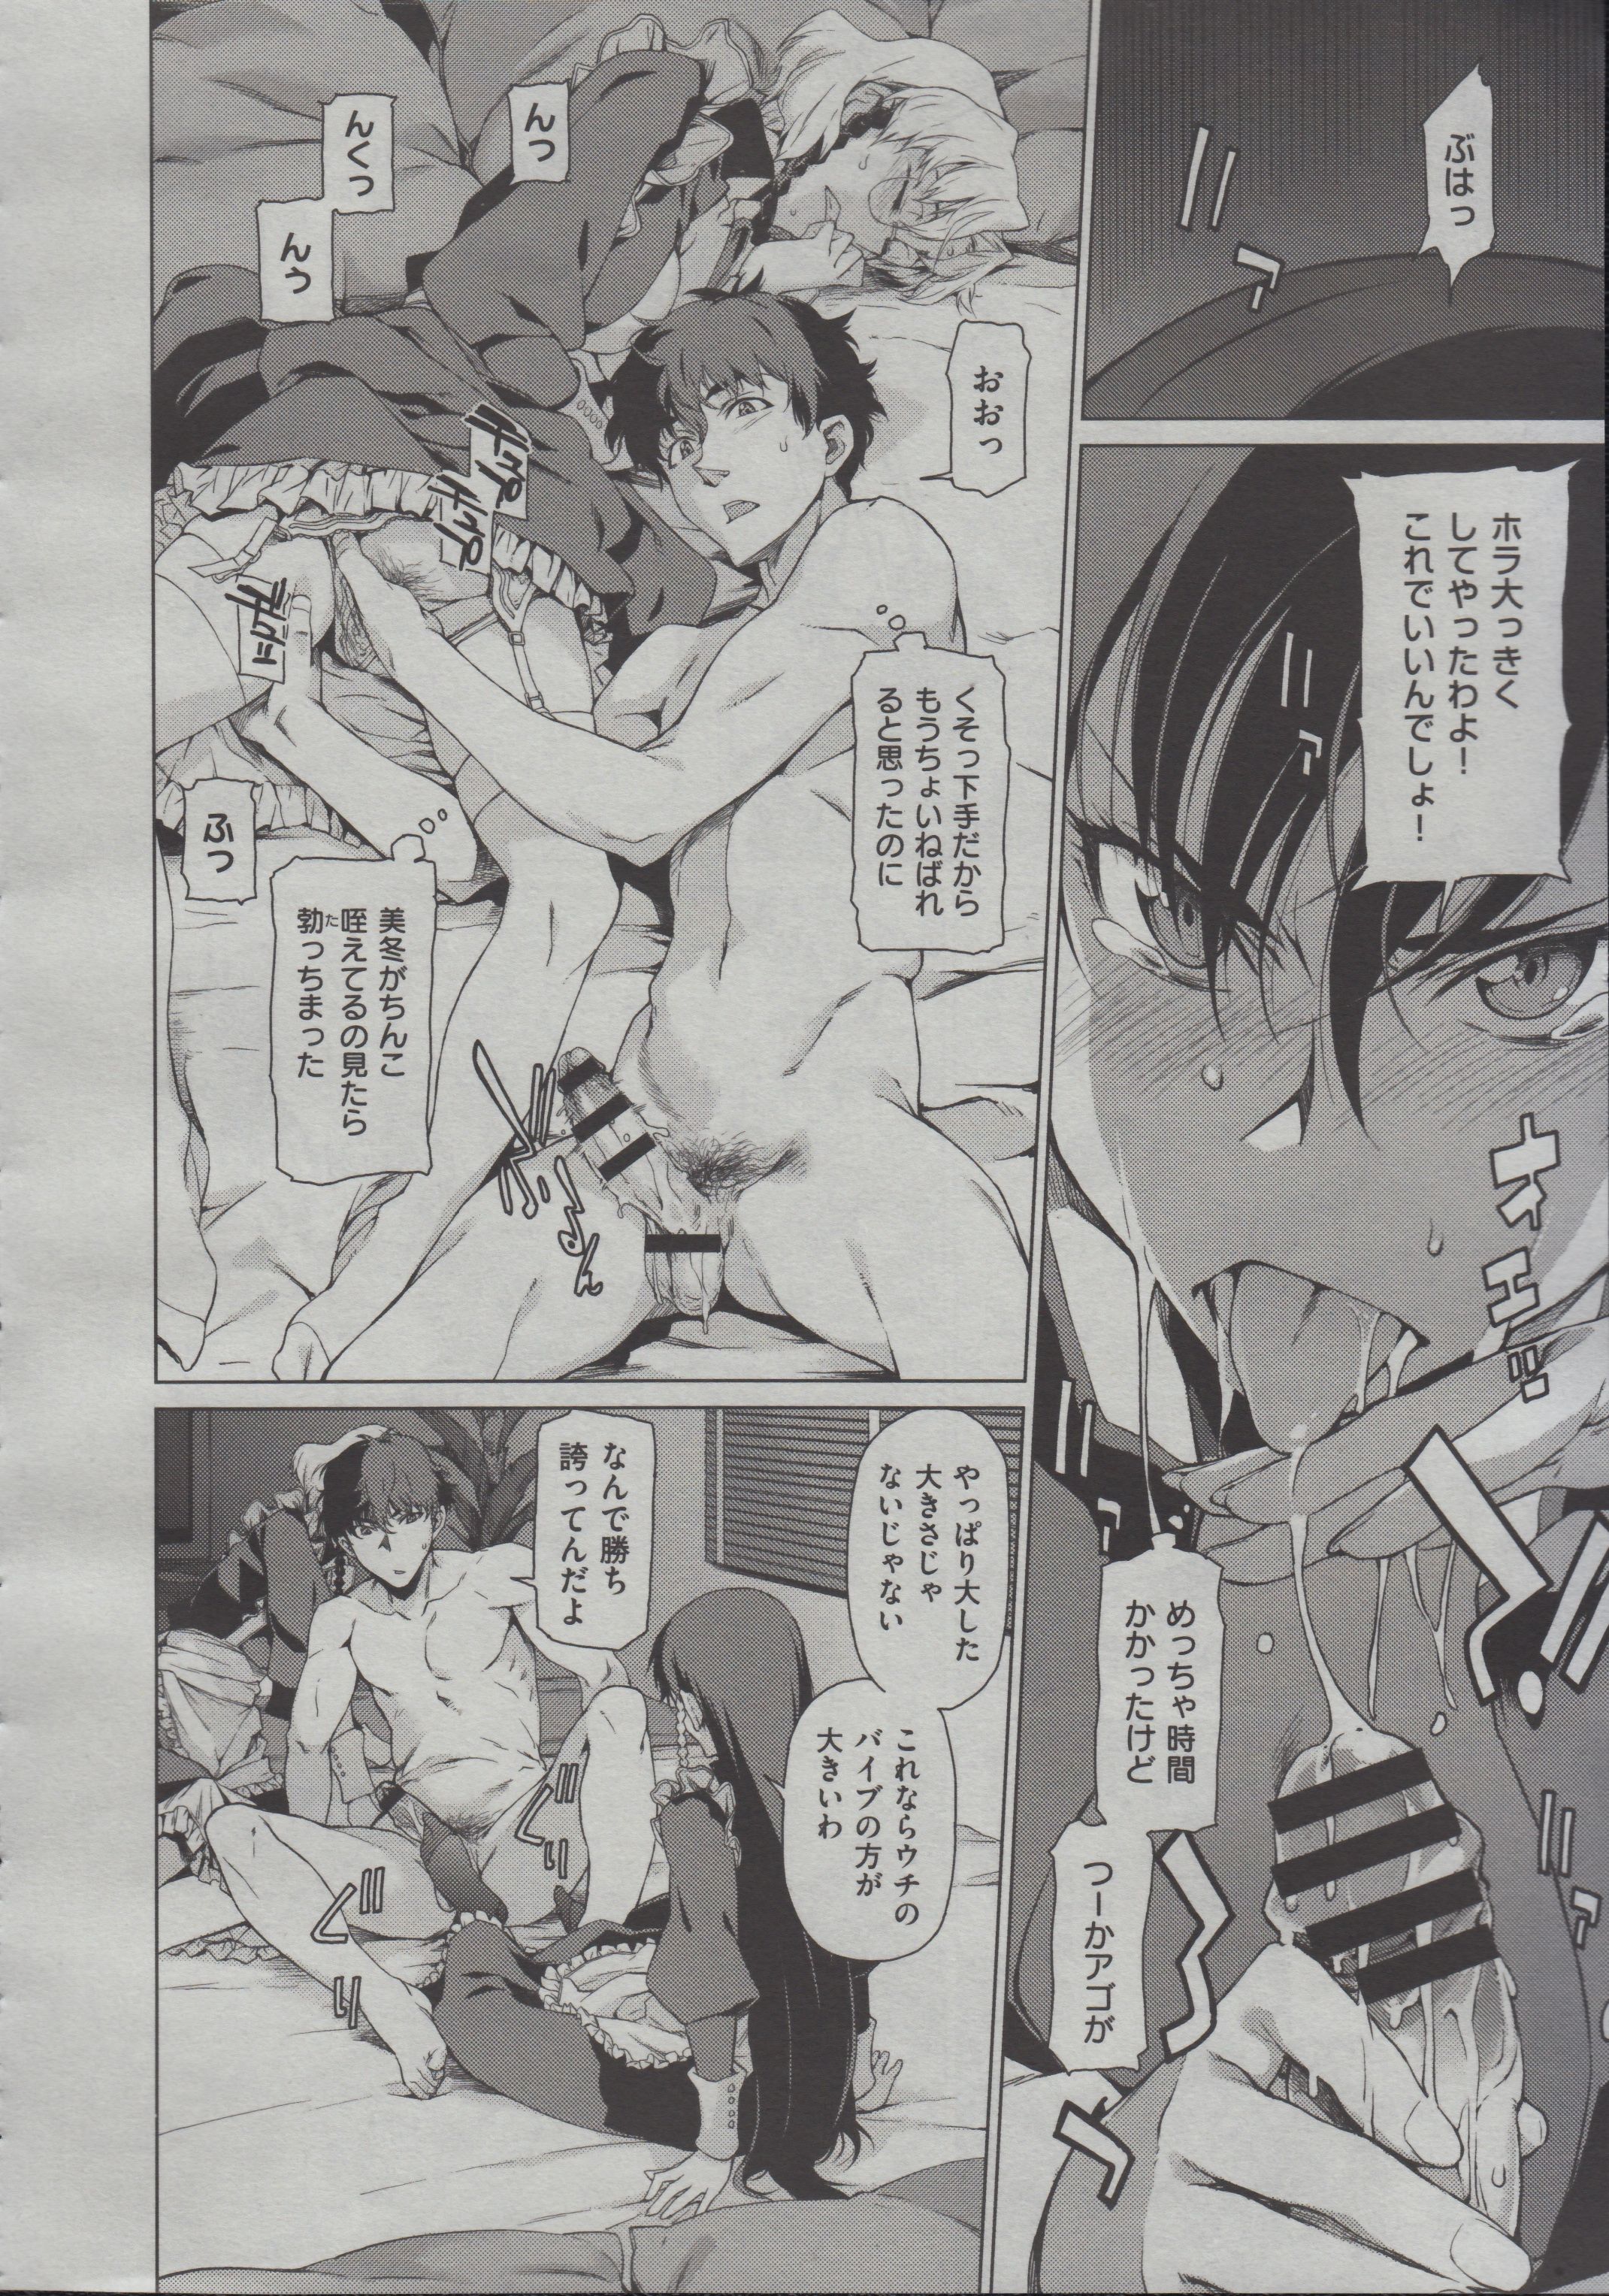 ぶはっ
ホラ大っきく
してやったわよ！
これでいいんでしょ！
めっちゃ時間
かかったけど
つーかアゴが
んっ
んくっ
んぅ
おおっ
くそっ下手だから
もうちょいねばれ
ると思ったのに
ふっ
美冬がちんこ
咥えてるの見たら
勃っちまった
た
やっぱり大した
大きさじゃ
ないじゃない
これならウチの
バイブの方が
大きいわ
なんで勝ち
誇ってんだよ